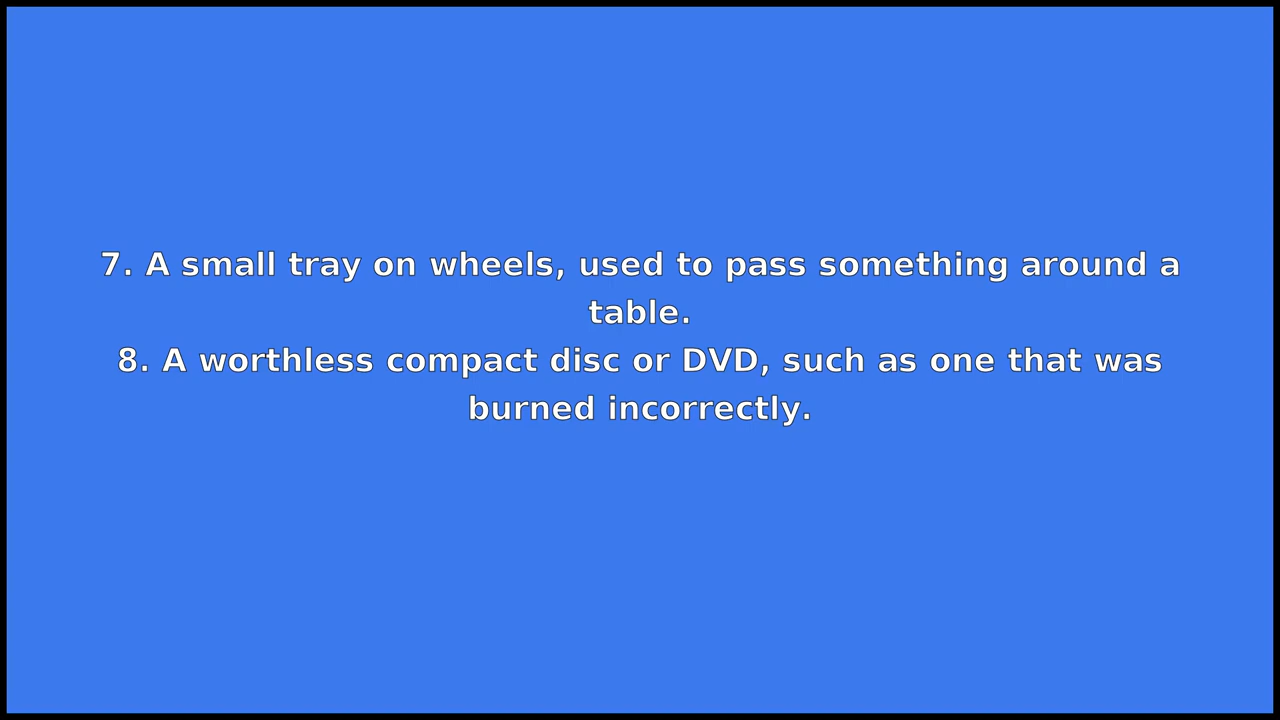 7. A small tray on wheels, used to pass something around a
table.
8. A worthless compact disc or DVD, such as one that was
burned incorrectly.